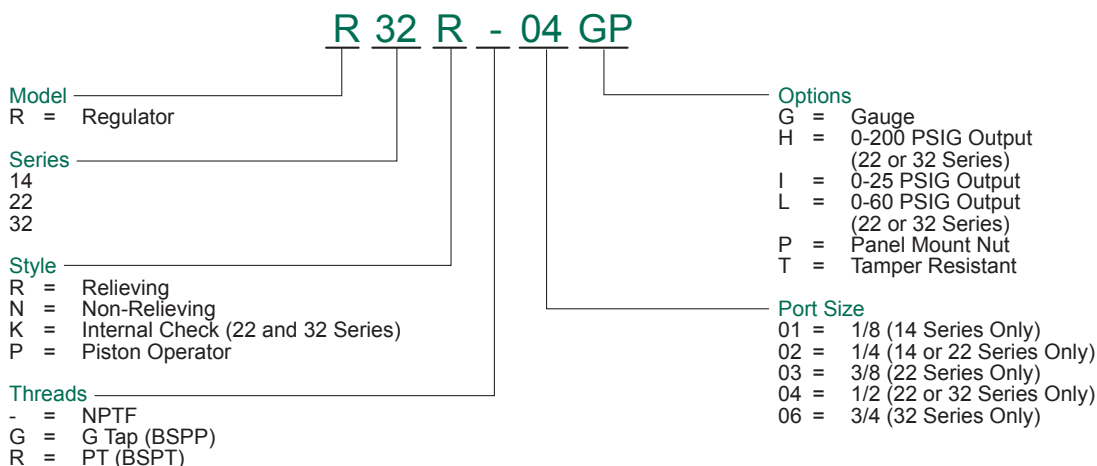 R 32 R - 04 GP
Model
R = Regulator
Series
14
22
32
Style
R = Relieving
N = Non-Relieving
K = Internal Check (22 and 32 Series)
P = Piston Operator
Threads
- = NPTF
G = G Tap (BSPP)
R = PT (BSPT)
Options
G = Gauge
H = 0-200 PSIG Output
(22 or 32 Series)
I = 0-25 PSIG Output
L = 0-60 PSIG Output
(22 or 32 Series)
P = Panel Mount Nut
T = Tamper Resistant
Port Size
01 = 1/8 (14 Series Only)
02 = 1/4 (14 or 22 Series Only)
03 = 3/8 (22 Series Only)
04 = 1/2 (22 or 32 Series Only)
06 = 3/4 (32 Series Only)